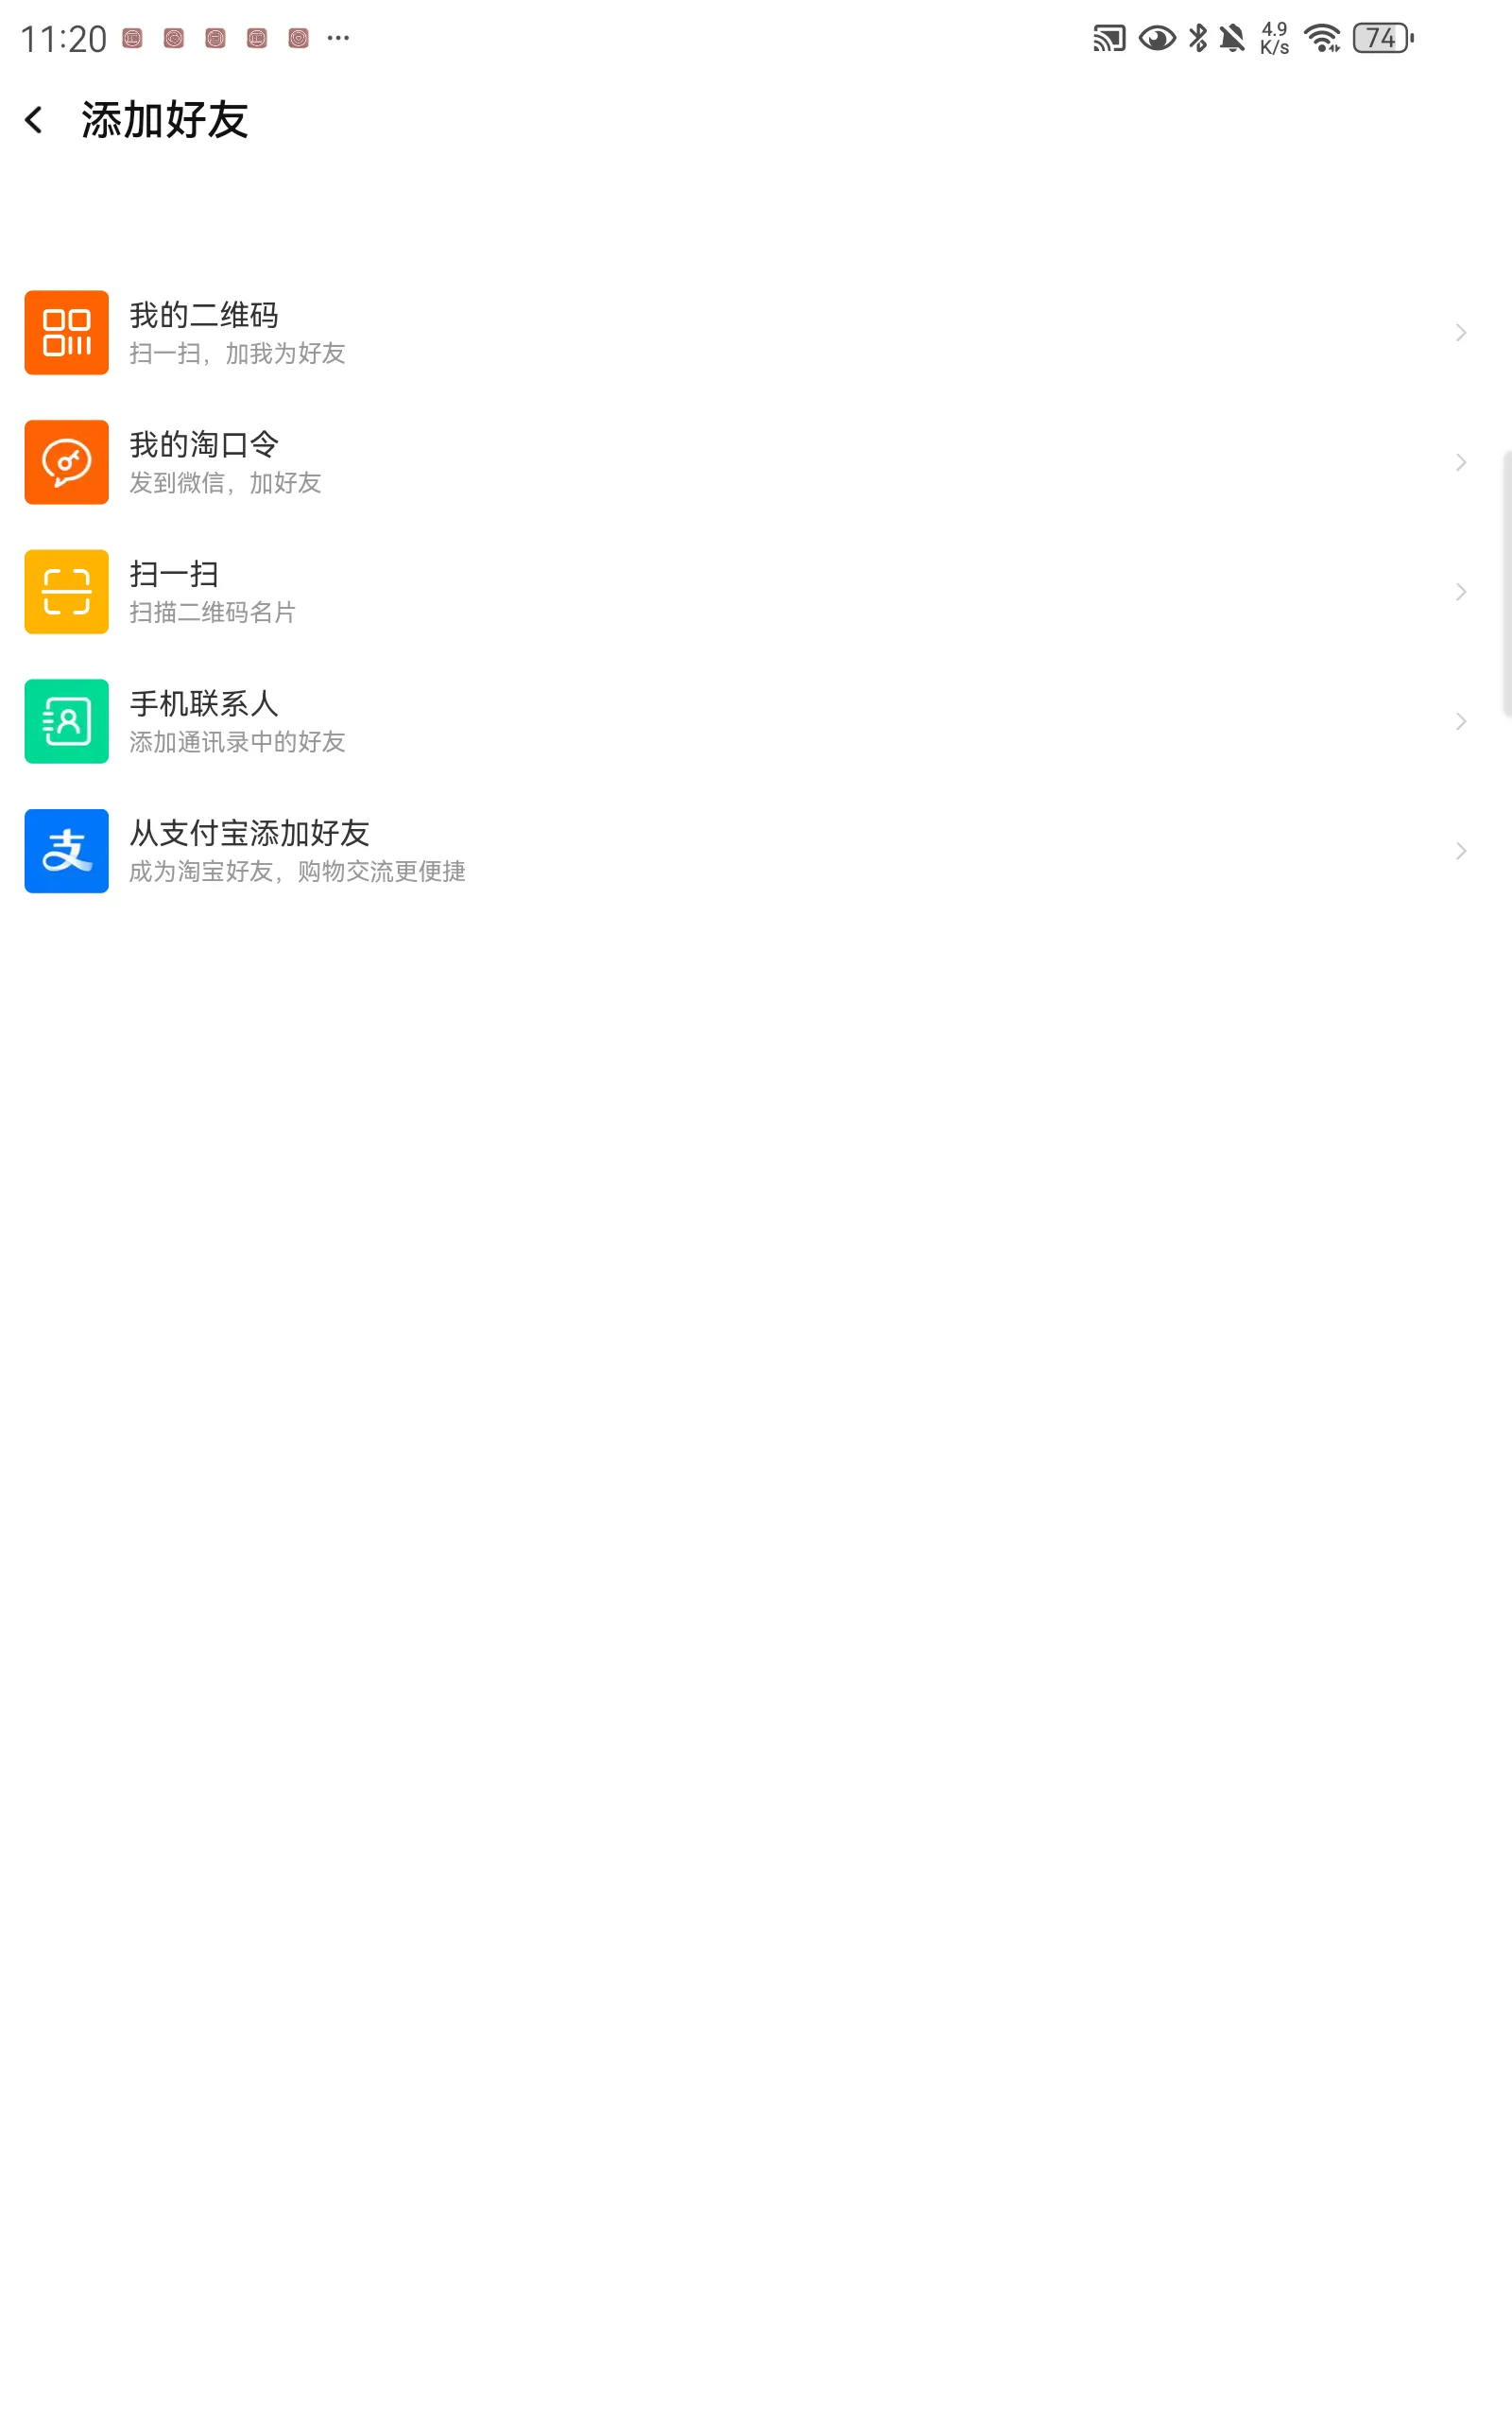 11:20
4.9
K/s
74
添加好友
我的二维码
扫一扫，加我为好友
我的淘口令
发到微信，加好友
扫一扫
扫描二维码名片
手机联系人
添加通讯录中的好友
支
从支付宝添加好友
成为淘宝好友，购物交流更便捷